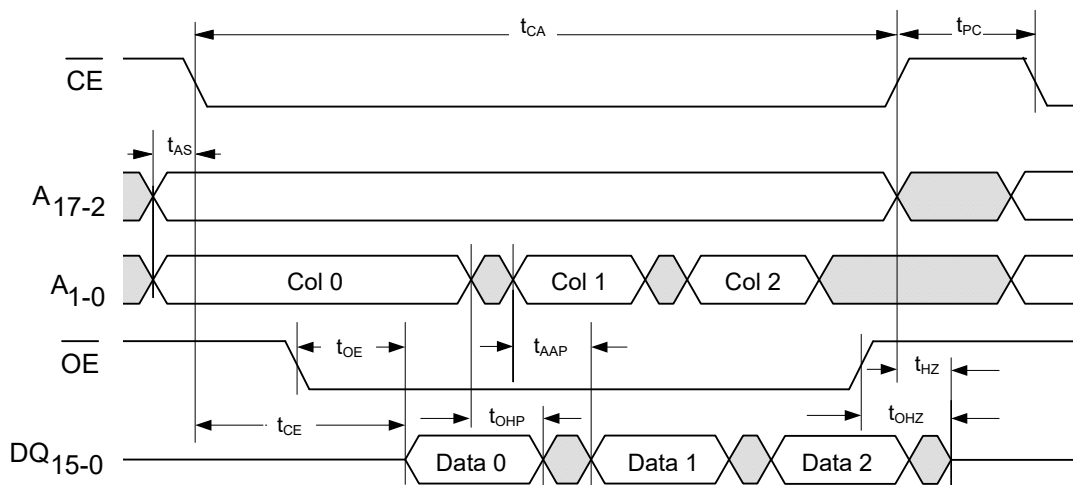 tCA
tPC
CE
tAS
A17-2
A1-0
Col 0
Col 1
Col 2
OE
tOE
tAAP
tHZ
tCE
tOHP
tOHZ
DQ15-0
Data 0
Data 1
Data 2